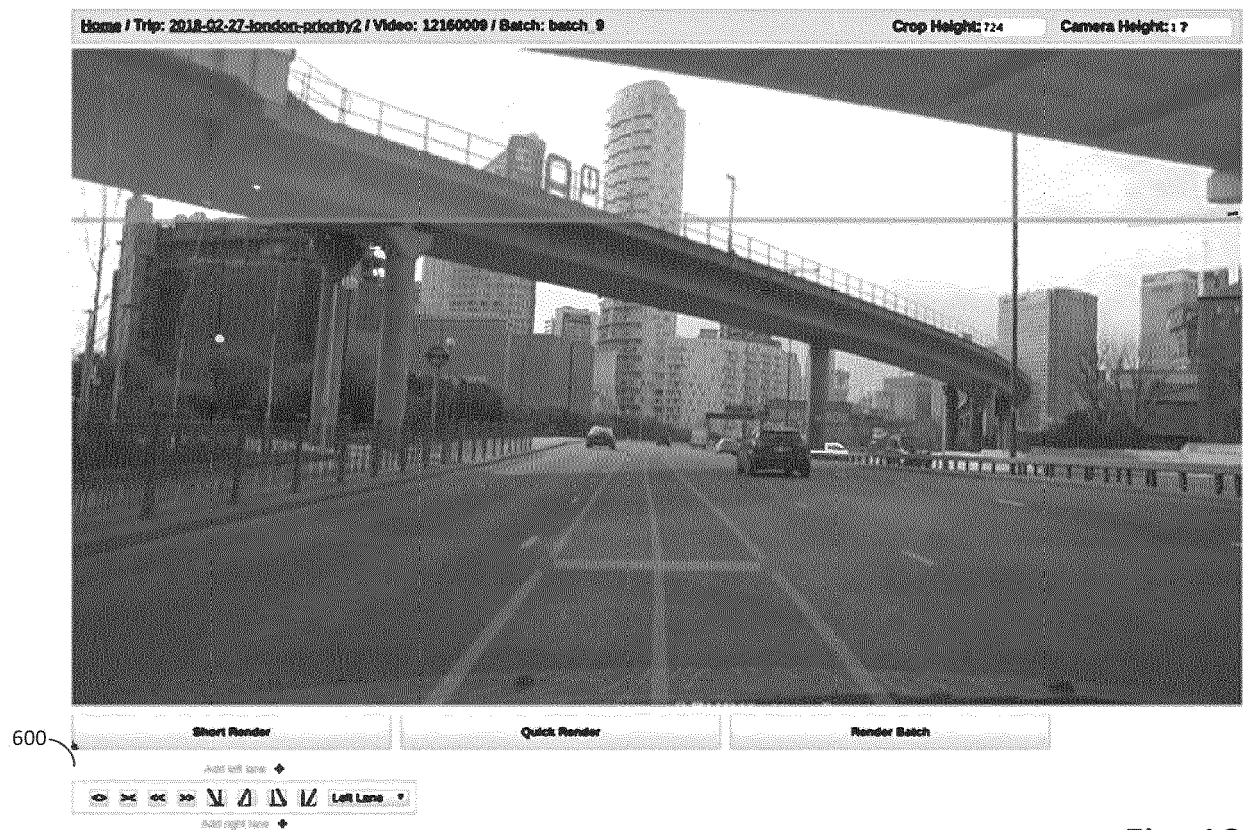 Home / Trip: 2018-02-27-london-priority2 / Video: 12160009 / Batch: batch_9
Crop Height: 724
Camera Height: 1 7
Short Render
Quick Render
Render Batch
600
Add left lane +
<> >< << >> Left Lane
Add right lane +